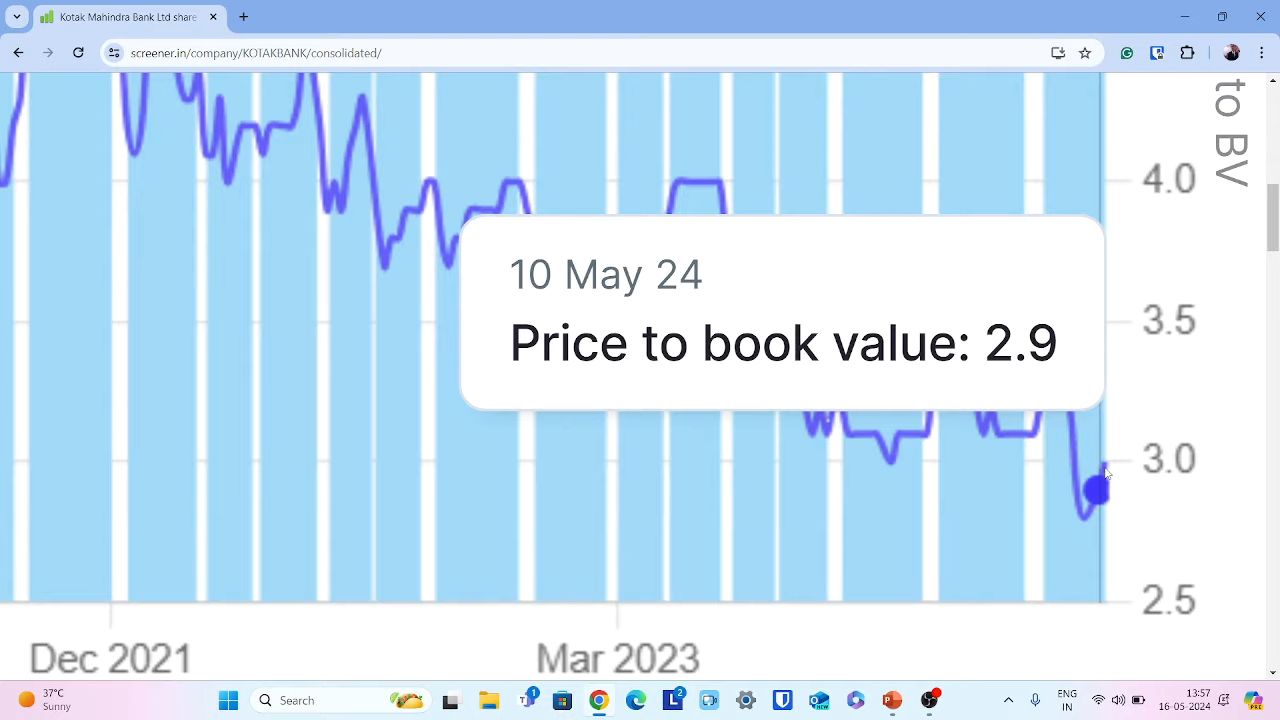 Kotak Mahindra Bank Ltd share
screener.in/company/KOTAKBANK/consolidated/
to BV
4.0
10 May 24
Price to book value: 2.9
3.5
3.0
2.5
Dec 2021
Mar 2023
37°C
Sunny
Search
1
2
ENG
IN
13:57
16-05-2024